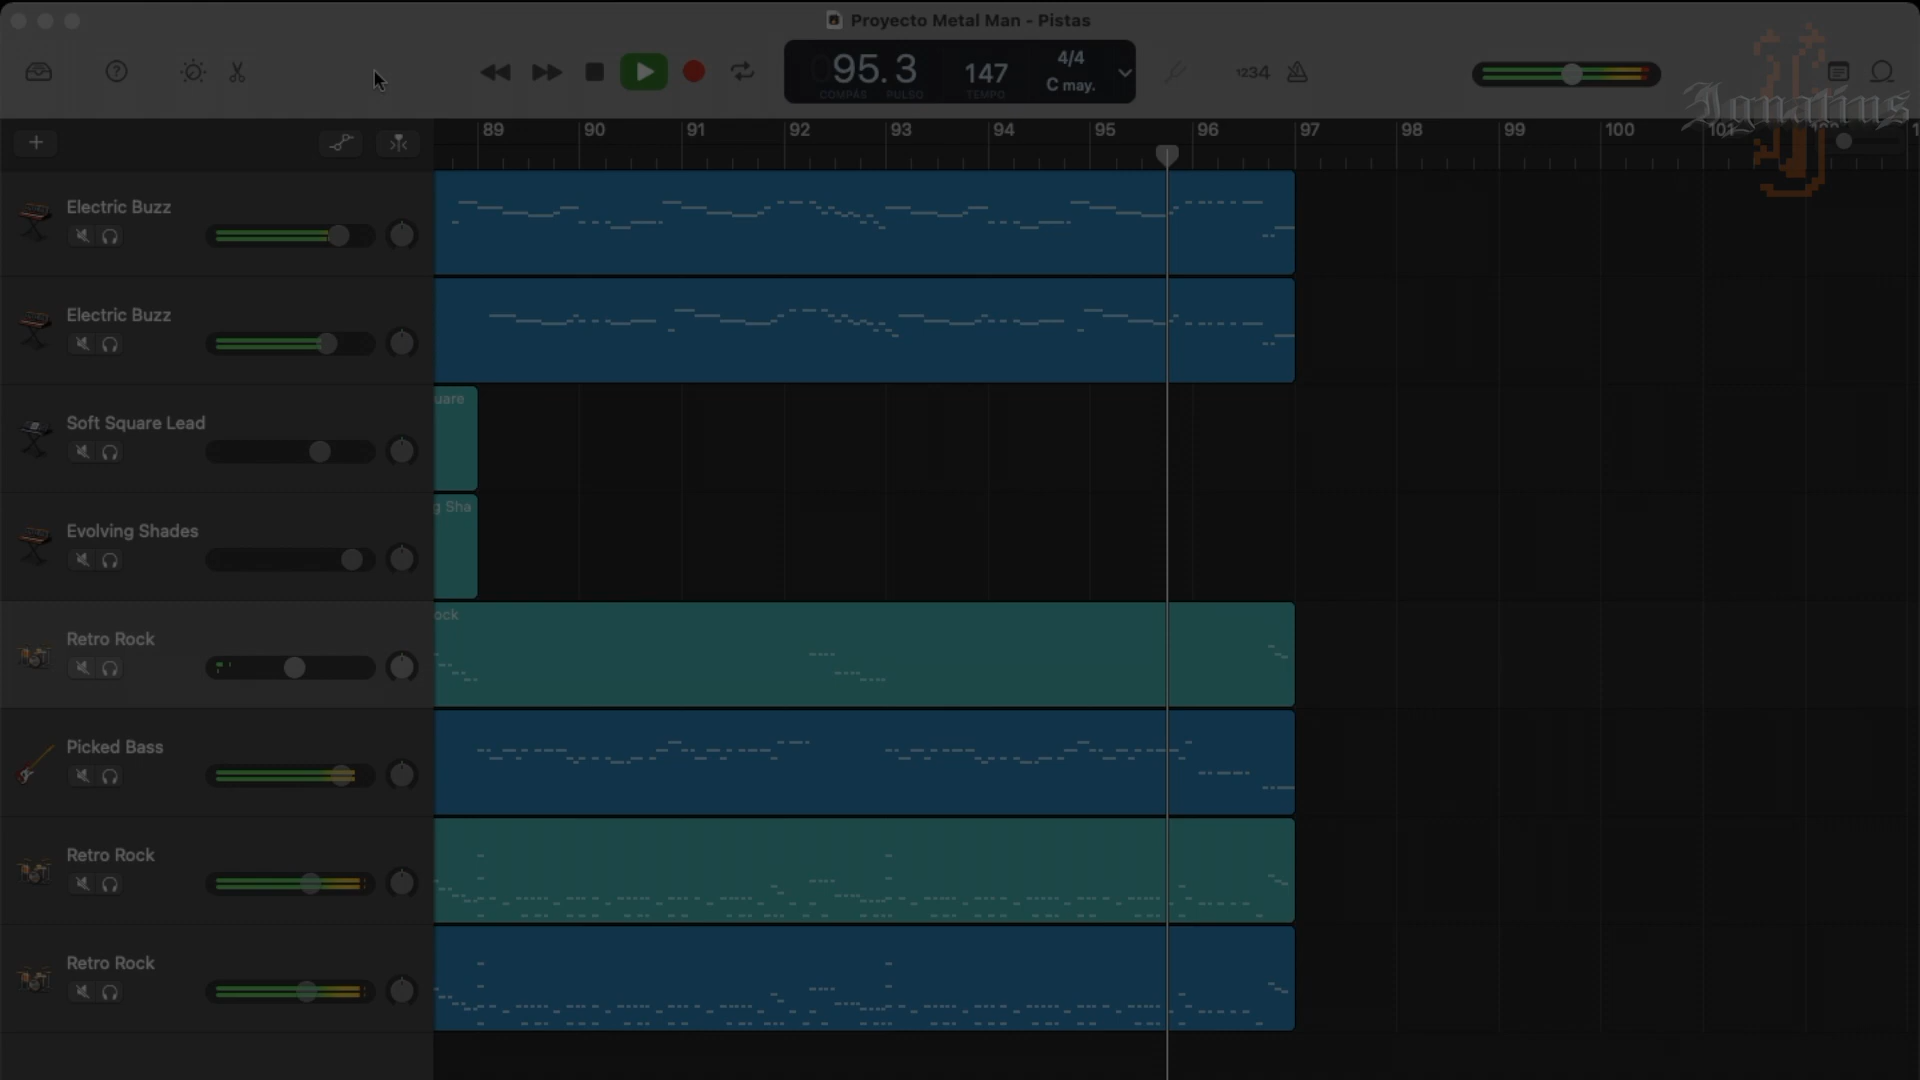 Proyecto Metal Man - Pistas
095.3
COMPÁS PULSO
147
TEMPO
4/4
C may.
1234
Ignatius
89 90 91 92 93 94 95 96 97 98 99 100 101
Electric Buzz
Electric Buzz
Soft Square Lead
uare
Evolving Shades
g Sha
Retro Rock
ock
Picked Bass
Retro Rock
Retro Rock